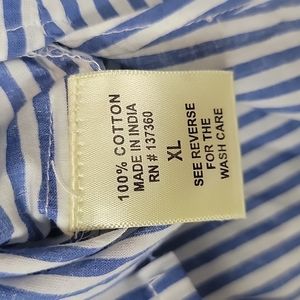 100% COTTON
MADE IN INDIA
RN # 137360
XL
SEE REVERSE
FOR THE
WASH CARE